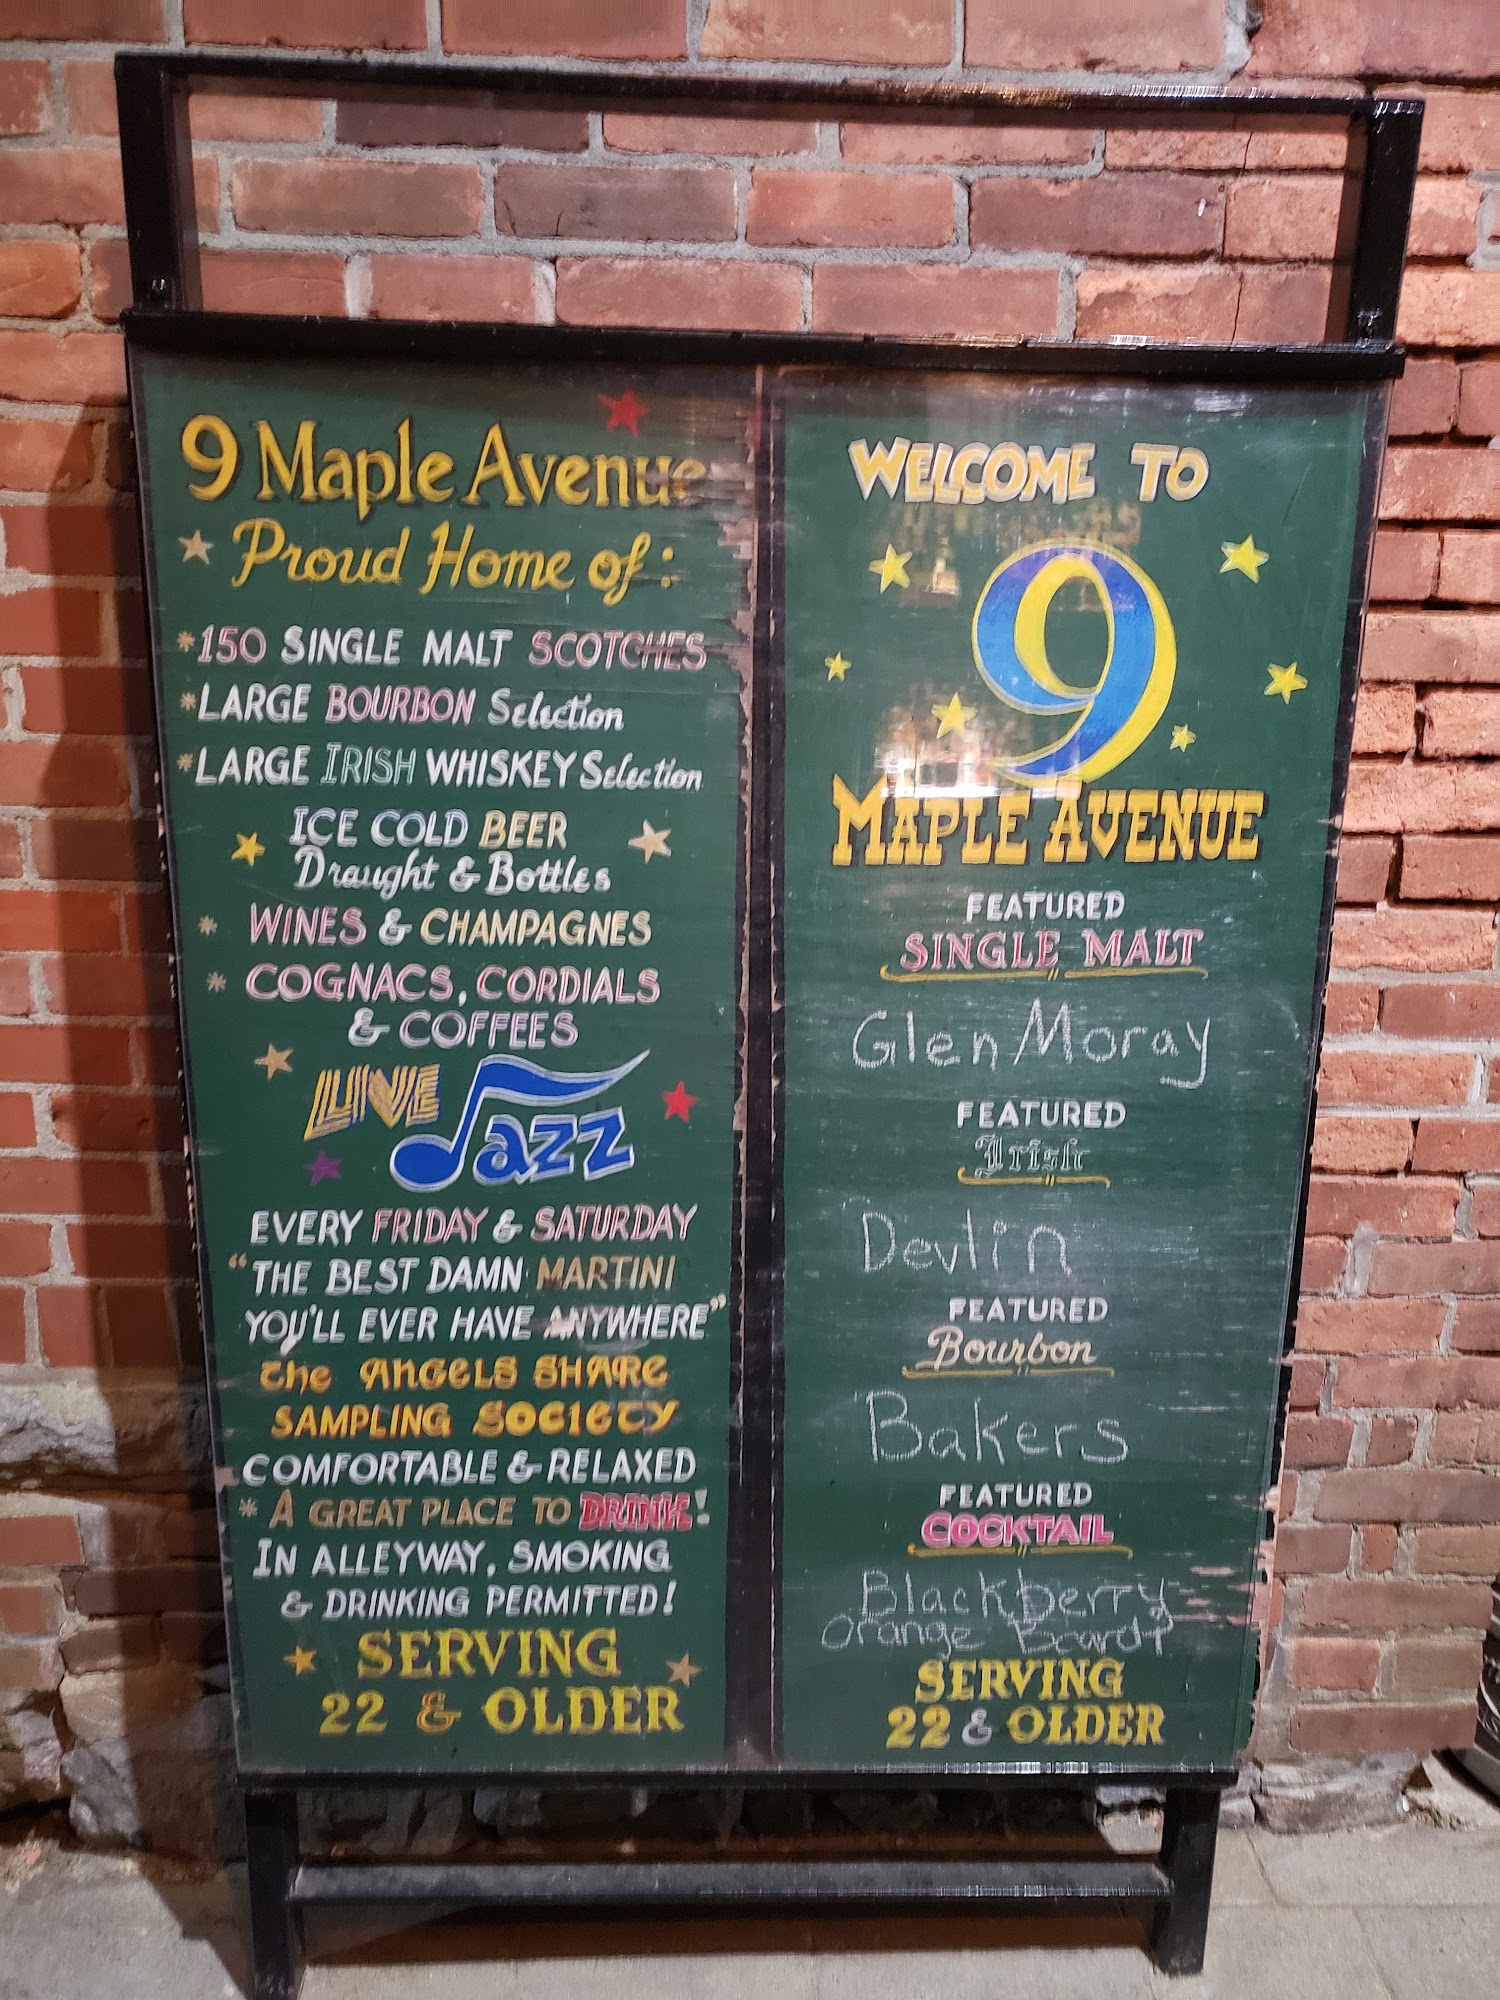 9 Maple Avenue
Proud Home of:
*150 SINGLE MALT SCOTCHES
*LARGE BOURBON Selection
*LARGE IRISH WHISKEY Selection
ICE COLD BEER
Draught & Bottles
* WINES & CHAMPAGNES
* COGNACS, CORDIALS
& COFFEES
LIVE Jazz
EVERY FRIDAY & SATURDAY
"THE BEST DAMN MARTINI
YOU'LL EVER HAVE ANYWHERE"
THE ANGELS SHARE
SAMPLING SOCIETY
COMFORTABLE & RELAXED
* A GREAT PLACE TO DRINK!
IN ALLEYWAY, SMOKING
& DRINKING PERMITTED!
SERVING
22 & OLDER
WELCOME TO
9
MAPLE AVENUE
FEATURED
SINGLE MALT
Glen Moray
FEATURED
Irish
Devlin
FEATURED
Bourbon
Bakers
FEATURED
COCKTAIL
Blackberry
Orange
SERVING
22 & OLDER